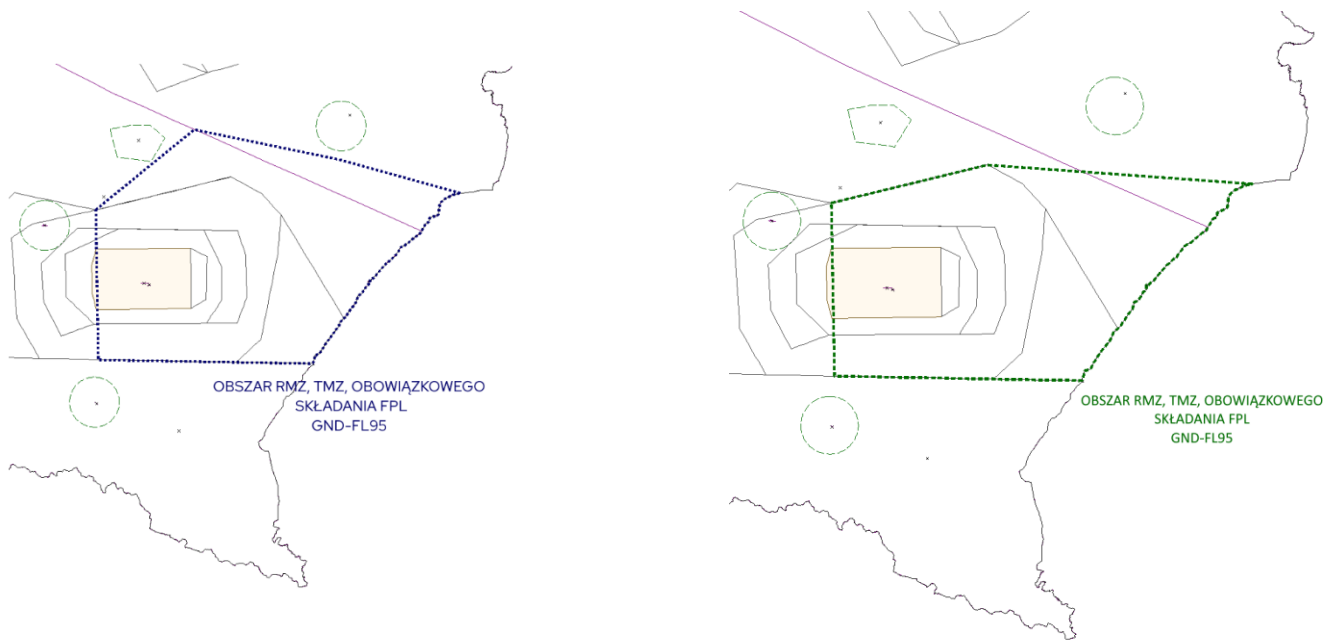 OBSZAR RMZ, TMZ, OBOWIĄZKOWEGO
SKŁADANIA FPL
GND-FL95
OBSZAR RMZ, TMZ, OBOWIĄZKOWEGO
SKŁADANIA FPL
GND-FL95